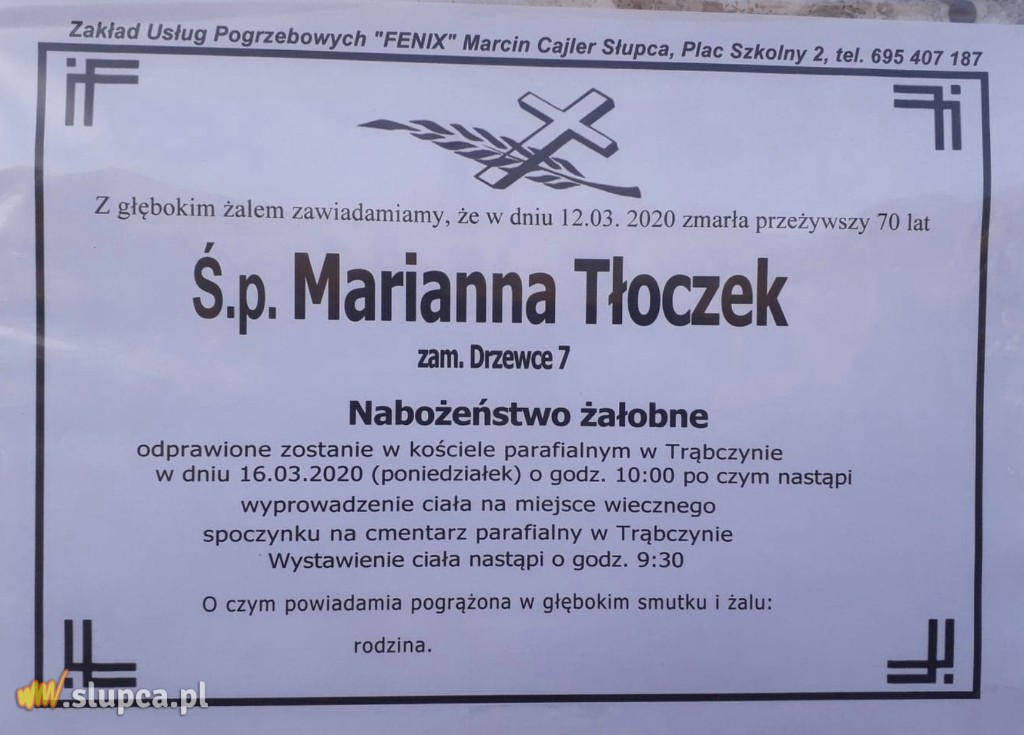 Zakład Usług Pogrzebowych "FENIX" Marcin Cajler Słupca, Plac Szkolny 2, tel. 695 407 187
Z głębokim żalem zawiadamiamy, że w dniu 12.03. 2020 zmarła przeżywszy 70 lat
Ś.p. Marianna Tłoczek
zam. Drzewce 7
Nabożeństwo żałobne
odprawione zostanie w kościele parafialnym w Trąbczynie
w dniu 16.03.2020 (poniedziałek) o godz. 10:00 po czym nastąpi
wyprowadzenie ciała na miejsce wiecznego
spoczynku na cmentarz parafialny w Trąbczynie
Wystawienie ciała nastąpi o godz. 9:30
O czym powiadamia pogrążona w głębokim smutku i żalu:
rodzina.
www.slupca.pl